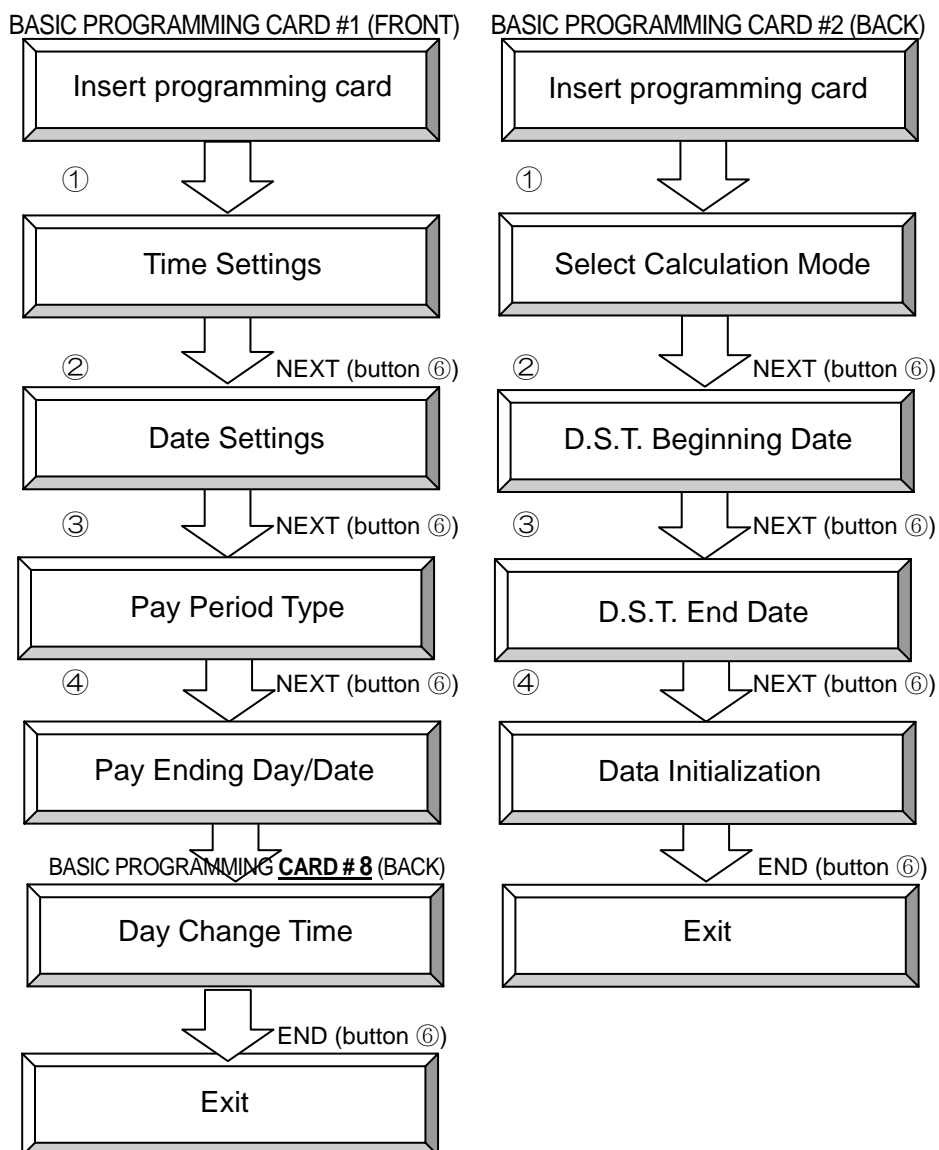 BASIC PROGRAMMING CARD #1 (FRONT)
Insert programming card
①
Time Settings
②
NEXT (button ⑥)
Date Settings
③
NEXT (button ⑥)
Pay Period Type
④
NEXT (button ⑥)
Pay Ending Day/Date
BASIC PROGRAMMING CARD # 8 (BACK)
Day Change Time
END (button ⑥)
Exit
BASIC PROGRAMMING CARD #2 (BACK)
Insert programming card
①
Select Calculation Mode
②
NEXT (button ⑥)
D.S.T. Beginning Date
③
NEXT (button ⑥)
D.S.T. End Date
④
NEXT (button ⑥)
Data Initialization
END (button ⑥)
Exit